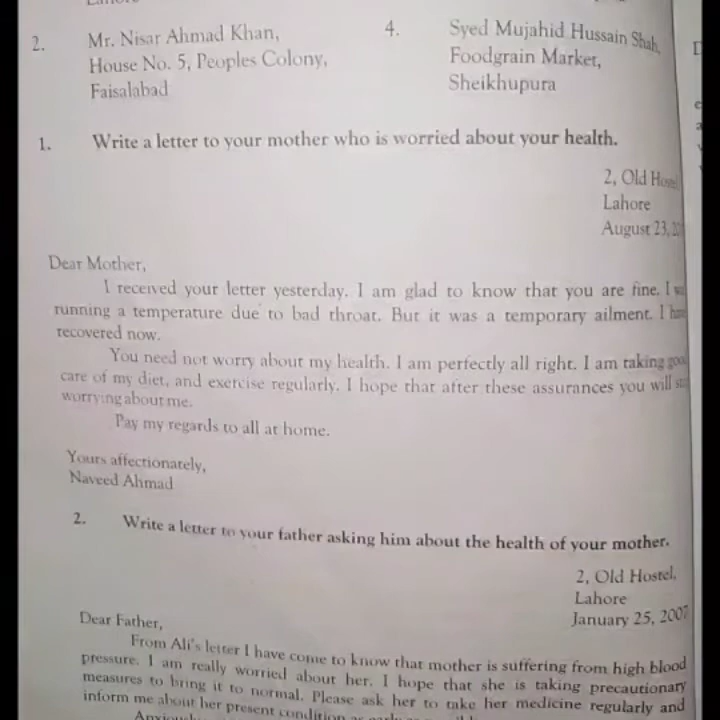 2. Mr. Nisar Ahmad Khan,
House No. 5, Peoples Colony,
Faisalabad
4. Syed Mujahid Hussain Shah,
Foodgrain Market,
Sheikhupura
1. Write a letter to your mother who is worried about your health.
2, Old Hostel
Lahore
August 23,
Dear Mother,
I received your letter yesterday. I am glad to know that you are fine. I
running a temperature due to bad throat. But it was a temporary ailment. I have
recovered now.
You need not worry about my health. I am perfectly all right. I am taking good
care of my diet, and exercise regularly. I hope that after these assurances you will
worrying about me.
Pay my regards to all at home.
Yours affectionately,
Naveed Ahmad
2. Write a letter to your father asking him about the health of your mother.
2, Old Hostel,
Lahore
January 25, 2007
Dear Father,
From Ali's letter I have come to know that mother is suffering from high blood
pressure. I am really worried about her. I hope that she is taking precautionary
measures to bring it to normal. Please ask her to take her medicine regularly and
inform me about her present condition as